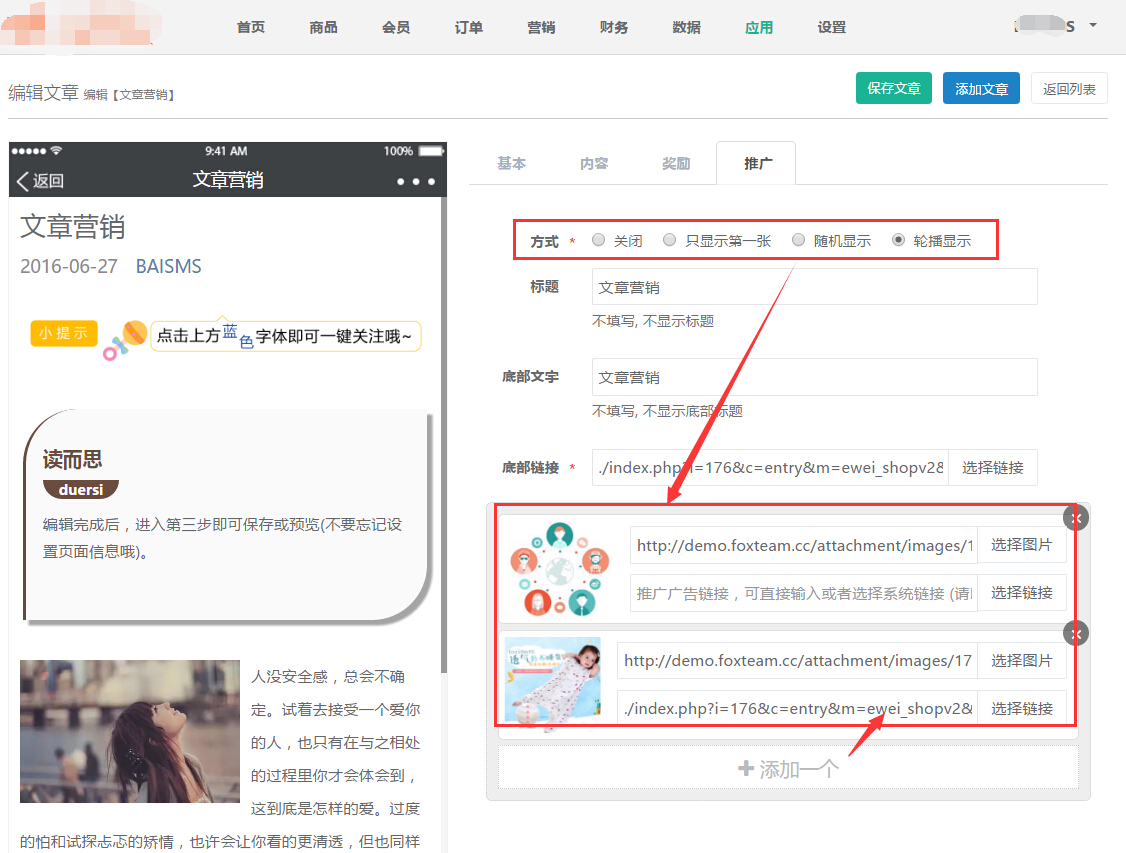 首页 商品 会员 订单 营销 财务 数据 应用 设置 S
编辑文章 编辑【文章营销】 保存文章 添加文章 返回列表
9:41 AM 100%
返回 文章营销
文章营销
2016-06-27 BAISMS
小提示 点击上方蓝色字体即可一键关注哦~
读而思
duersi
编辑完成后，进入第三步即可保存或预览(不要忘记设
置页面信息哦)。
人没安全感，总会不确
定。试着去接受一个爱你
的人，也只有在与之相处
的过程里你才会体会到，
这到底是怎样的爱。过度
的怕和试探忐忑的矫情，也许会让你看的更清透，但也同样
基本 内容 奖励 推广
方式 * 关闭 只显示第一张 随机显示 轮播显示
标题 文章营销
不填写, 不显示标题
底部文字 文章营销
不填写, 不显示底部标题
底部链接 * ./index.php?i=176&c=entry&m=ewei_shopv2& 选择链接
http://demo.foxteam.cc/attachment/images/1 选择图片
推广广告链接，可直接输入或者选择系统链接 (请 选择链接
http://demo.foxteam.cc/attachment/images/17 选择图片
./index.php?i=176&c=entry&m=ewei_shopv2& 选择链接
添加一个